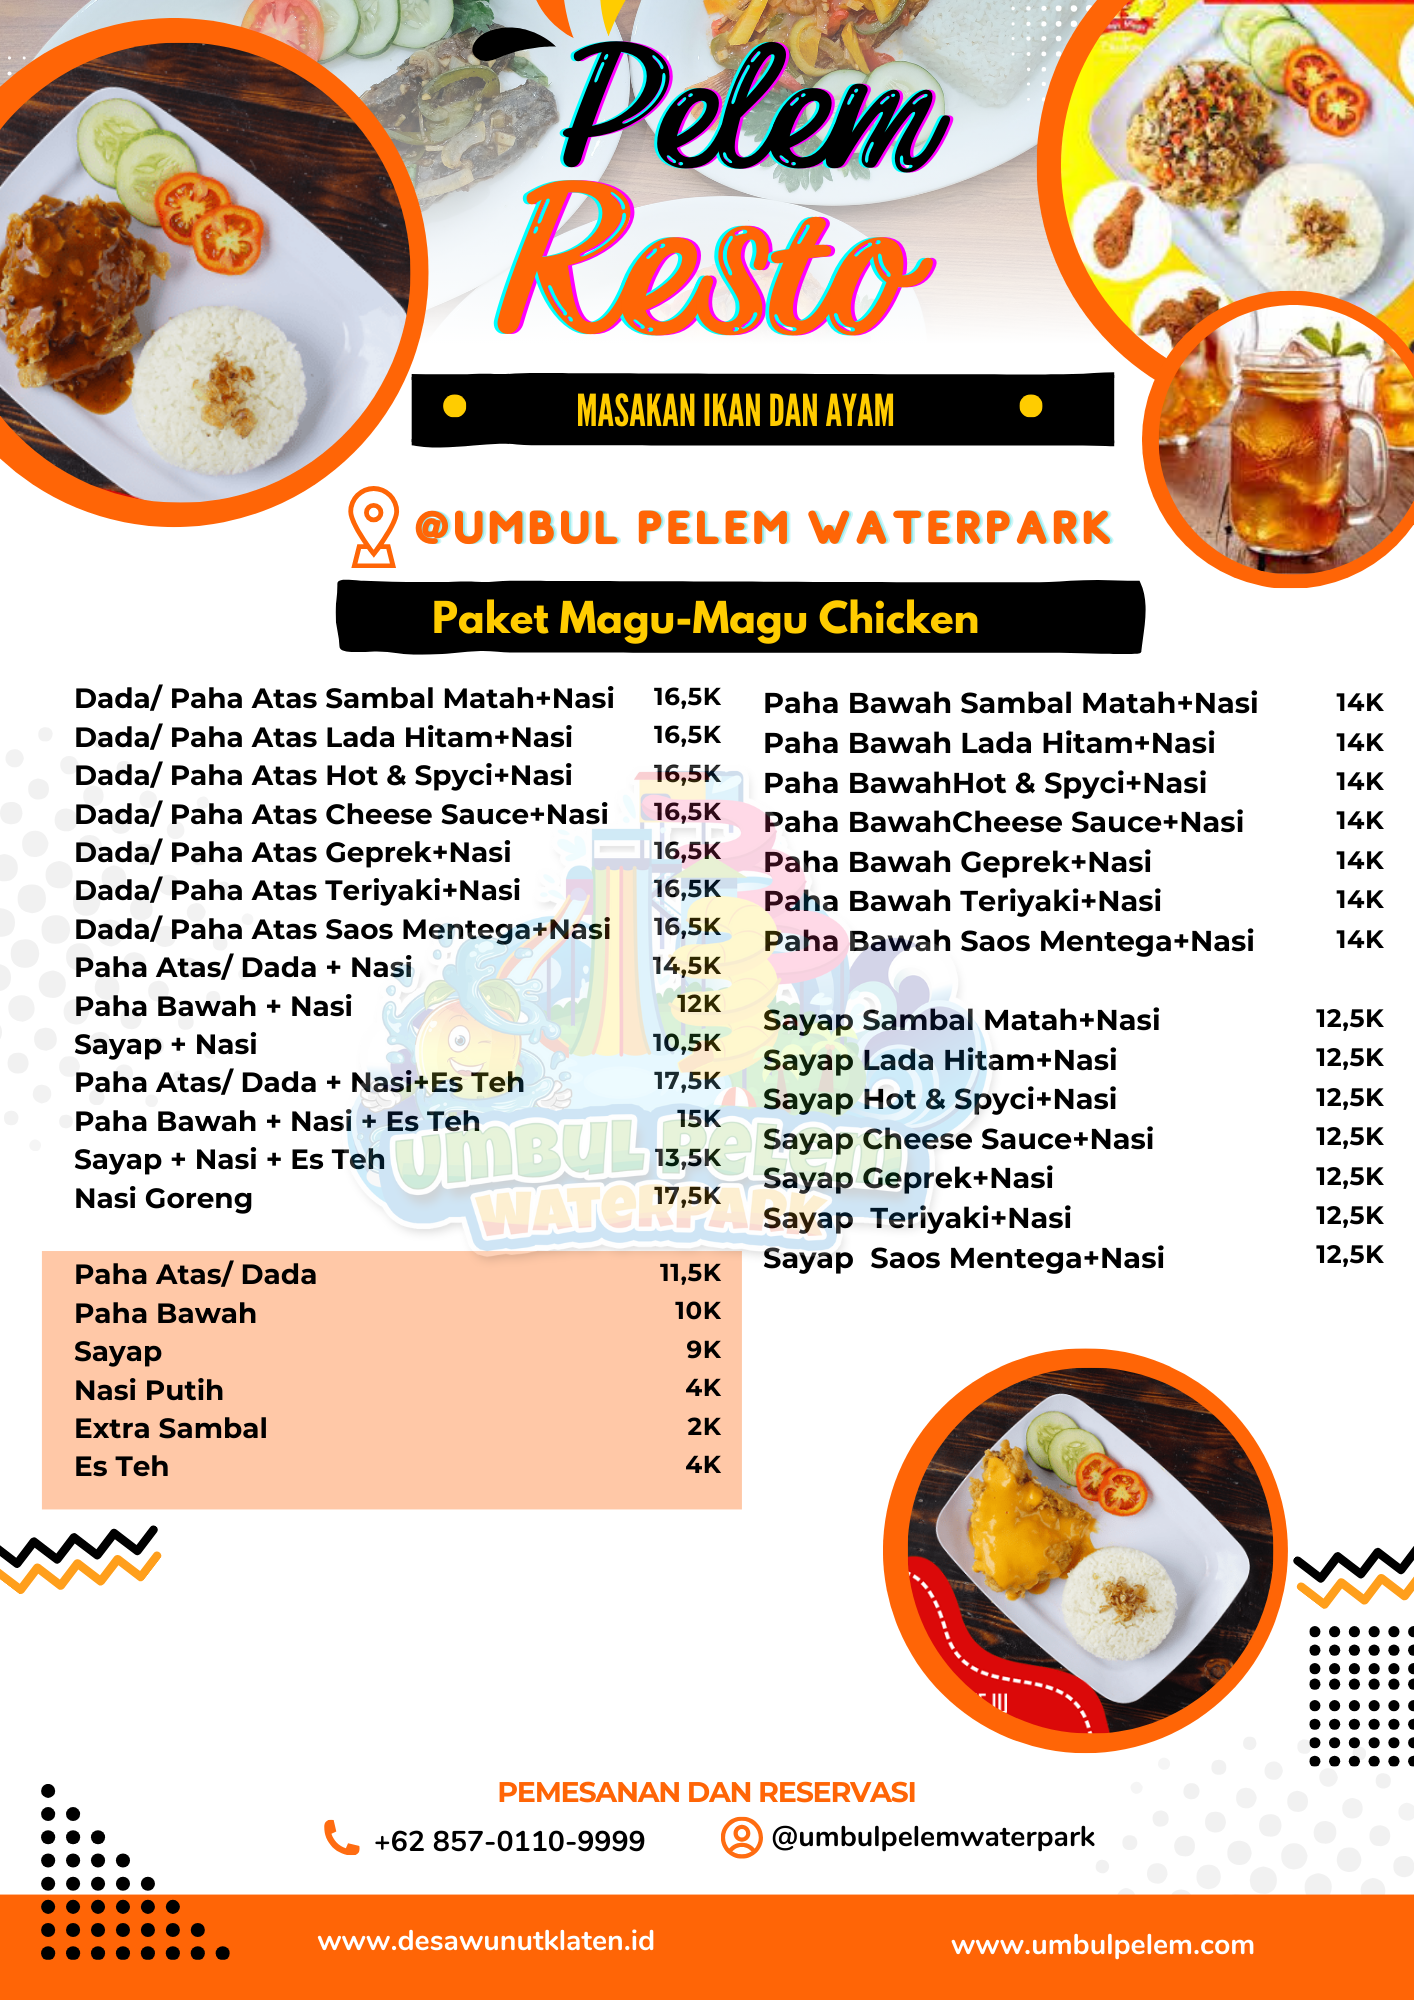 Pelem
Resto
MASAKAN IKAN DAN AYAM
@UMBUL PELEM WATERPARK
Paket Magu-Magu Chicken
Dada/ Paha Atas Sambal Matah+Nasi 16,5K
Dada/ Paha Atas Lada Hitam+Nasi 16,5K
Dada/ Paha Atas Hot & Spyci+Nasi 16,5K
Dada/ Paha Atas Cheese Sauce+Nasi 16,5K
Dada/ Paha Atas Geprek+Nasi 16,5K
Dada/ Paha Atas Teriyaki+Nasi 16,5K
Dada/ Paha Atas Saos Mentega+Nasi 16,5K
Paha Atas/ Dada + Nasi 14,5K
Paha Bawah + Nasi 12K
Sayap + Nasi 10,5K
Paha Atas/ Dada + Nasi+Es Teh 17,5K
Paha Bawah + Nasi + Es Teh 15K
Sayap + Nasi + Es Teh 13,5K
Nasi Goreng 17,5K
Paha Atas/ Dada 11,5K
Paha Bawah 10K
Sayap 9K
Nasi Putih 4K
Extra Sambal 2K
Es Teh 4K
Paha Bawah Sambal Matah+Nasi 14K
Paha Bawah Lada Hitam+Nasi 14K
Paha BawahHot & Spyci+Nasi 14K
Paha BawahCheese Sauce+Nasi 14K
Paha Bawah Geprek+Nasi 14K
Paha Bawah Teriyaki+Nasi 14K
Paha Bawah Saos Mentega+Nasi 14K
Sayap Sambal Matah+Nasi 12,5K
Sayap Lada Hitam+Nasi 12,5K
Sayap Hot & Spyci+Nasi 12,5K
Sayap Cheese Sauce+Nasi 12,5K
Sayap Geprek+Nasi 12,5K
Sayap Teriyaki+Nasi 12,5K
Sayap Saos Mentega+Nasi 12,5K
UMBUL PELEM
WATERPARK
PEMESANAN DAN RESERVASI
+62 857-0110-9999
@umbulpelemwaterpark
www.desawunutklaten.id
www.umbulpelem.com